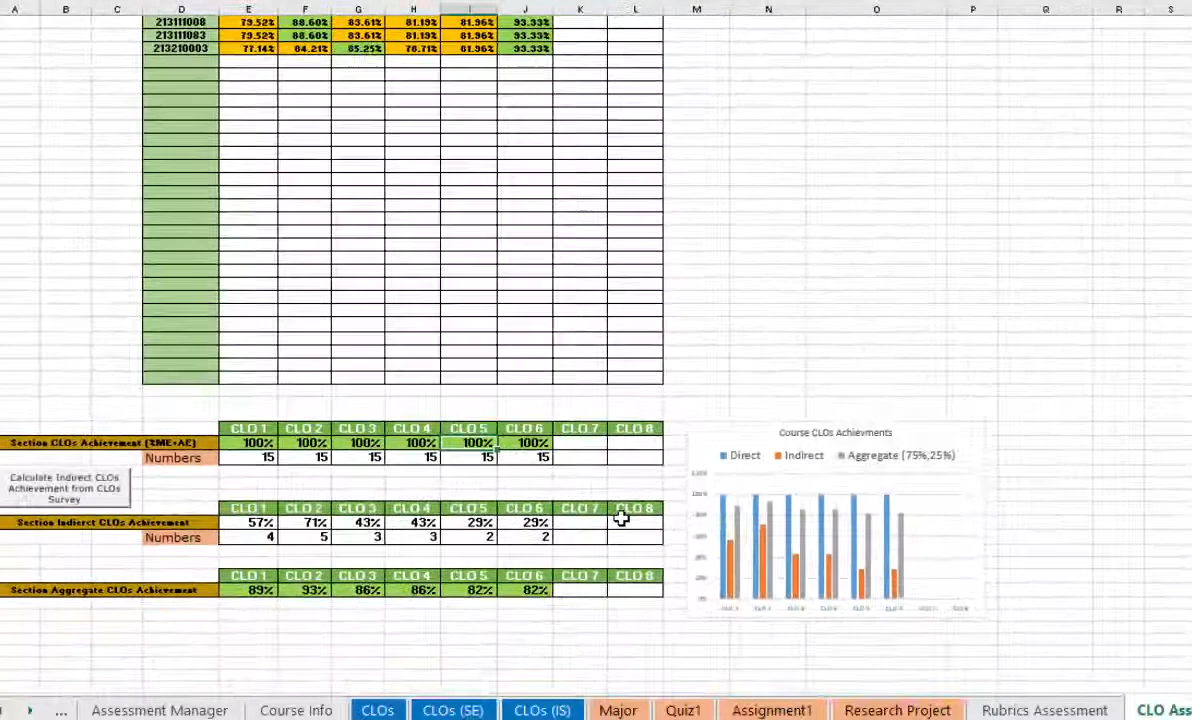 A B C D E F G H I J K L M N O P Q R S
213111008 79.52% 88.60% 83.61% 81.19% 81.96% 93.33%
213111083 79.52% 88.60% 83.61% 81.19% 81.96% 93.33%
213210003 77.14% 84.21% 85.25% 78.71% 81.96% 93.33%
CLO 1 CLO 2 CLO 3 CLO 4 CLO 5 CLO 6 CLO 7 CLO 8
Section CLOs Achievement (%ME+AE) 100% 100% 100% 100% 100% 100%
Numbers 15 15 15 15 15 15
Calculate Indirect CLOs
Achievement from CLOs
Survey
CLO 1 CLO 2 CLO 3 CLO 4 CLO 5 CLO 6 CLO 7 CLO 8
Section Indierct CLOs Achievement 57% 71% 43% 43% 29% 29%
Numbers 4 5 3 3 2 2
CLO 1 CLO 2 CLO 3 CLO 4 CLO 5 CLO 6 CLO 7 CLO 8
Section Aggregate CLOs Achievement 89% 93% 86% 86% 82% 82%
Course CLOs Achievments
Direct Indirect Aggregate (75%,25%)
... Assessment Manager Course Info CLOs CLOs (SE) CLOs (IS) Major Quiz1 Assignment1 Research Project Rubrics Assessment CLO Ass